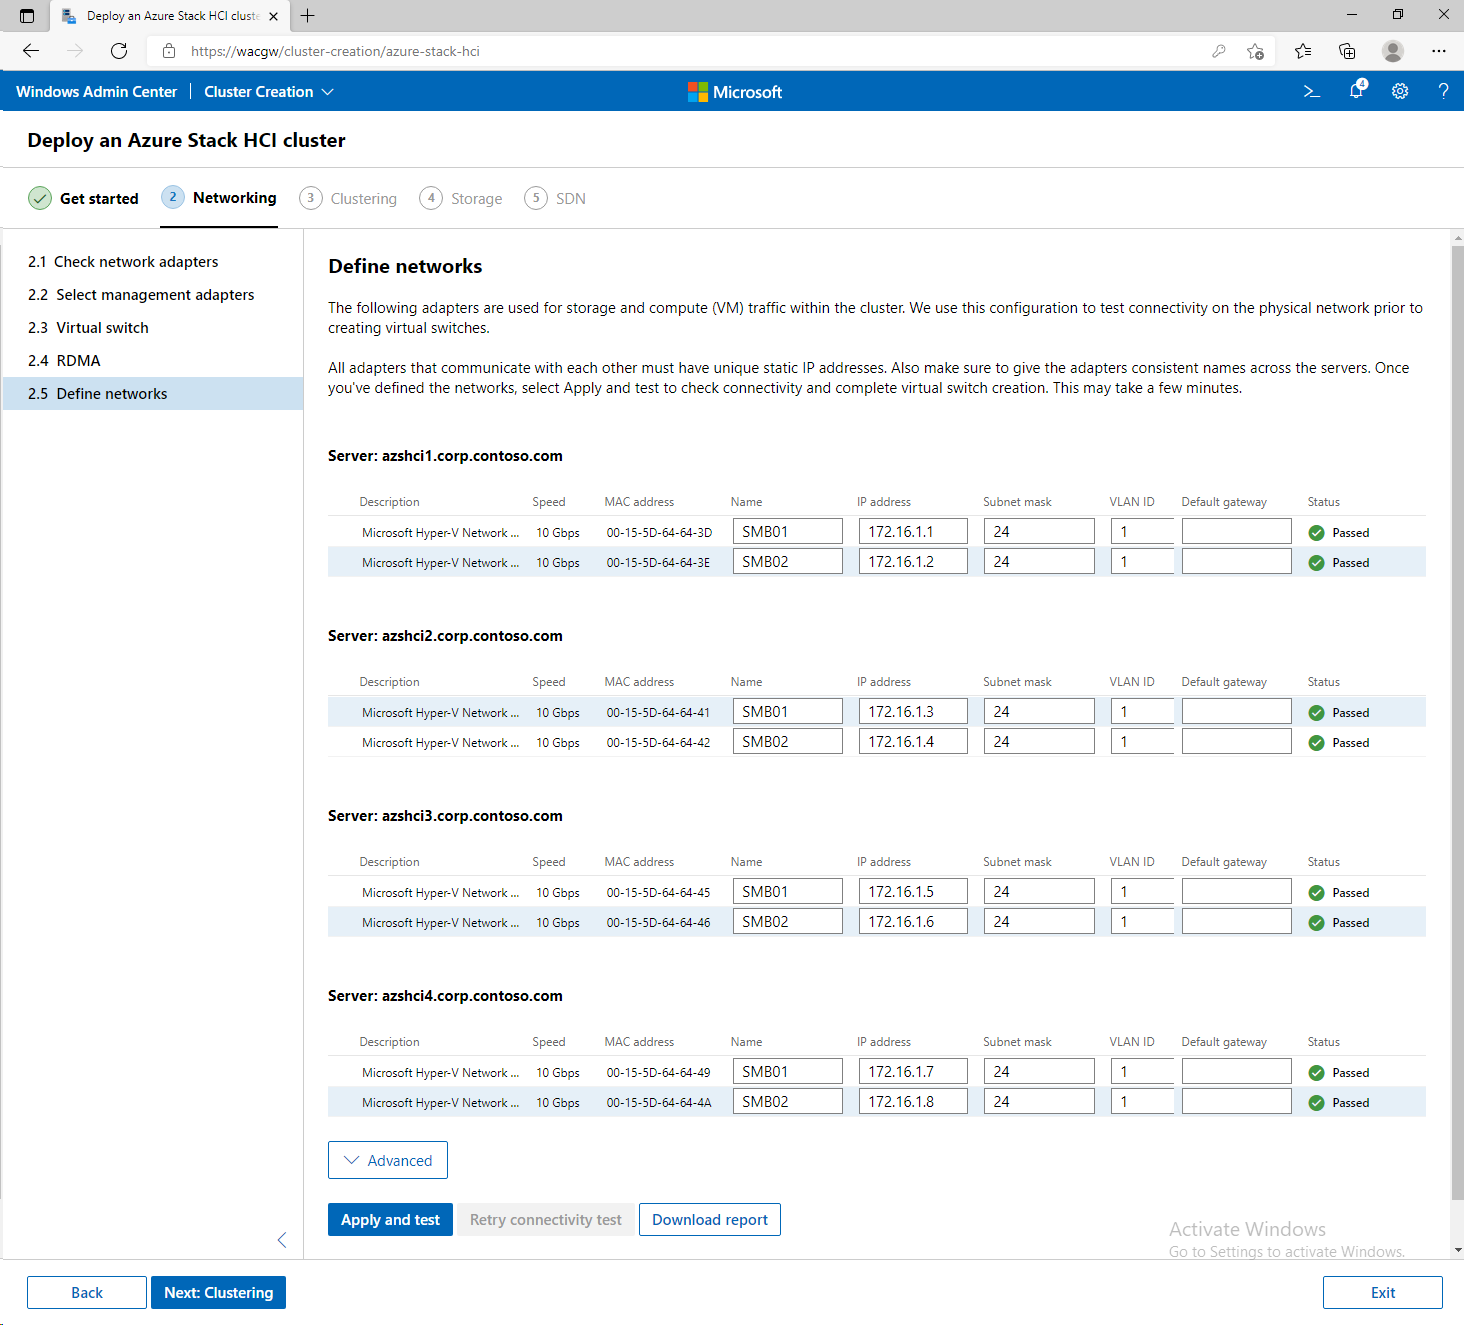 Deploy an Azure Stack HCI cluste
https://wacgw/cluster-creation/azure-stack-hci
Windows Admin Center | Cluster Creation
Microsoft
4
?
Deploy an Azure Stack HCI cluster
Get started
2 Networking
3 Clustering
4 Storage
5 SDN
2.1 Check network adapters
2.2 Select management adapters
2.3 Virtual switch
2.4 RDMA
2.5 Define networks
Define networks
The following adapters are used for storage and compute (VM) traffic within the cluster. We use this configuration to test connectivity on the physical network prior to
creating virtual switches.
All adapters that communicate with each other must have unique static IP addresses. Also make sure to give the adapters consistent names across the servers. Once
you've defined the networks, select Apply and test to check connectivity and complete virtual switch creation. This may take a few minutes.
Server: azshci1.corp.contoso.com
Description Speed MAC address Name IP address Subnet mask VLAN ID Default gateway Status
Microsoft Hyper-V Network ... 10 Gbps 00-15-5D-64-64-3D SMB01 172.16.1.1 24 1 Passed
Microsoft Hyper-V Network ... 10 Gbps 00-15-5D-64-64-3E SMB02 172.16.1.2 24 1 Passed
Server: azshci2.corp.contoso.com
Description Speed MAC address Name IP address Subnet mask VLAN ID Default gateway Status
Microsoft Hyper-V Network ... 10 Gbps 00-15-5D-64-64-41 SMB01 172.16.1.3 24 1 Passed
Microsoft Hyper-V Network ... 10 Gbps 00-15-5D-64-64-42 SMB02 172.16.1.4 24 1 Passed
Server: azshci3.corp.contoso.com
Description Speed MAC address Name IP address Subnet mask VLAN ID Default gateway Status
Microsoft Hyper-V Network ... 10 Gbps 00-15-5D-64-64-45 SMB01 172.16.1.5 24 1 Passed
Microsoft Hyper-V Network ... 10 Gbps 00-15-5D-64-64-46 SMB02 172.16.1.6 24 1 Passed
Server: azshci4.corp.contoso.com
Description Speed MAC address Name IP address Subnet mask VLAN ID Default gateway Status
Microsoft Hyper-V Network ... 10 Gbps 00-15-5D-64-64-49 SMB01 172.16.1.7 24 1 Passed
Microsoft Hyper-V Network ... 10 Gbps 00-15-5D-64-64-4A SMB02 172.16.1.8 24 1 Passed
Advanced
Apply and test
Retry connectivity test
Download report
Activate Windows
Go to Settings to activate Windows.
Back
Next: Clustering
Exit